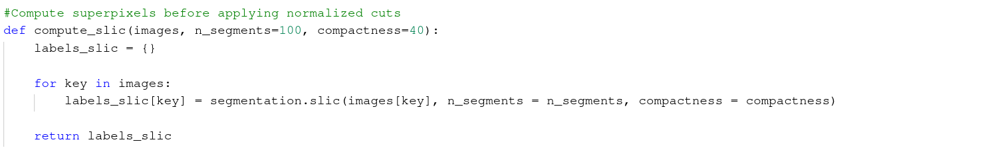 #Compute superpixels before applying normalized cuts
def compute_slic(images, n_segments=100, compactness=40):
    labels_slic = {}
    for key in images:
        labels_slic[key] = segmentation.slic(images[key], n_segments = n_segments, compactness = compactness)
    return labels_slic